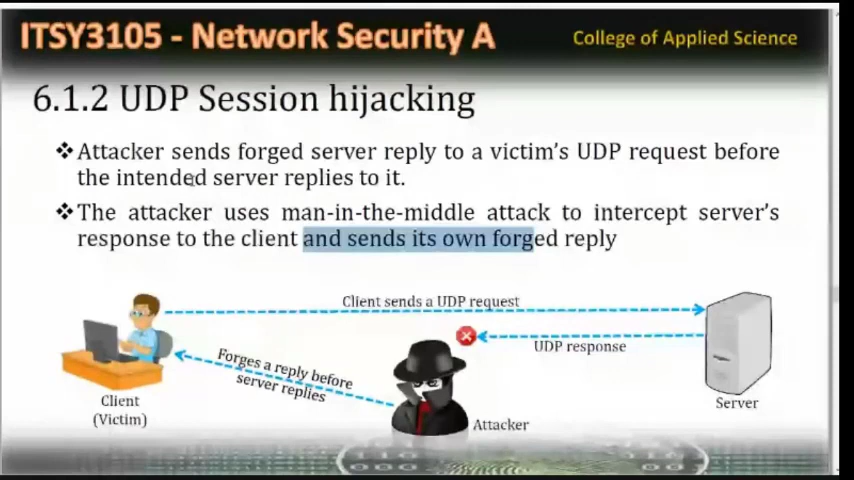 ITSY3105 - Network Security A
College of Applied Science
6.1.2 UDP Session hijacking
❖Attacker sends forged server reply to a victim's UDP request before
the intended server replies to it.
❖The attacker uses man-in-the-middle attack to intercept server's
response to the client and sends its own forged reply
Client sends a UDP request
UDP response
Forges a reply before
server replies
Client
(Victim)
Attacker
Server